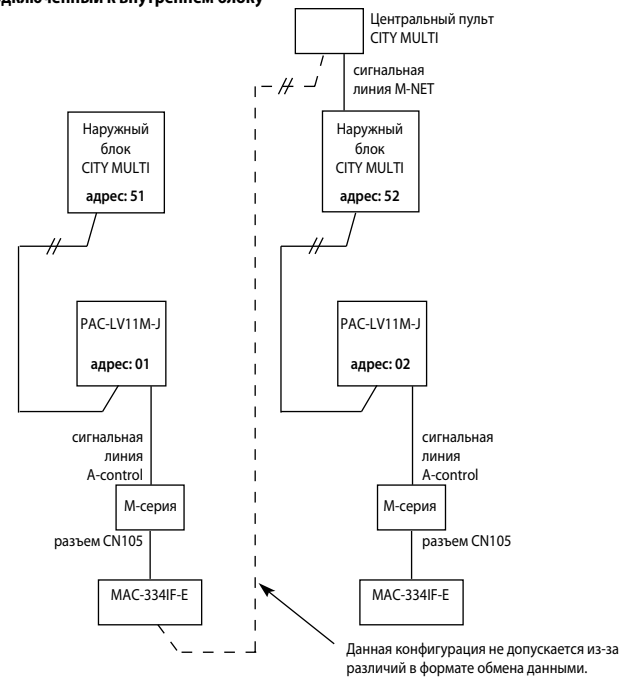 дключенный к внутреннем блоку
Центральный пульт
CITY MULTI
сигнальная
линия M-NET
Наружный
блок
CITY MULTI
адрес: 51
Наружный
блок
CITY MULTI
адрес: 52
PAC-LV11M-J
адрес: 01
PAC-LV11M-J
адрес: 02
сигнальная
линия
A-control
сигнальная
линия
A-control
М-серия
М-серия
разъем CN105
разъем CN105
MAC-334IF-E
MAC-334IF-E
Данная конфигурация не допускается из-за
различий в формате обмена данными.